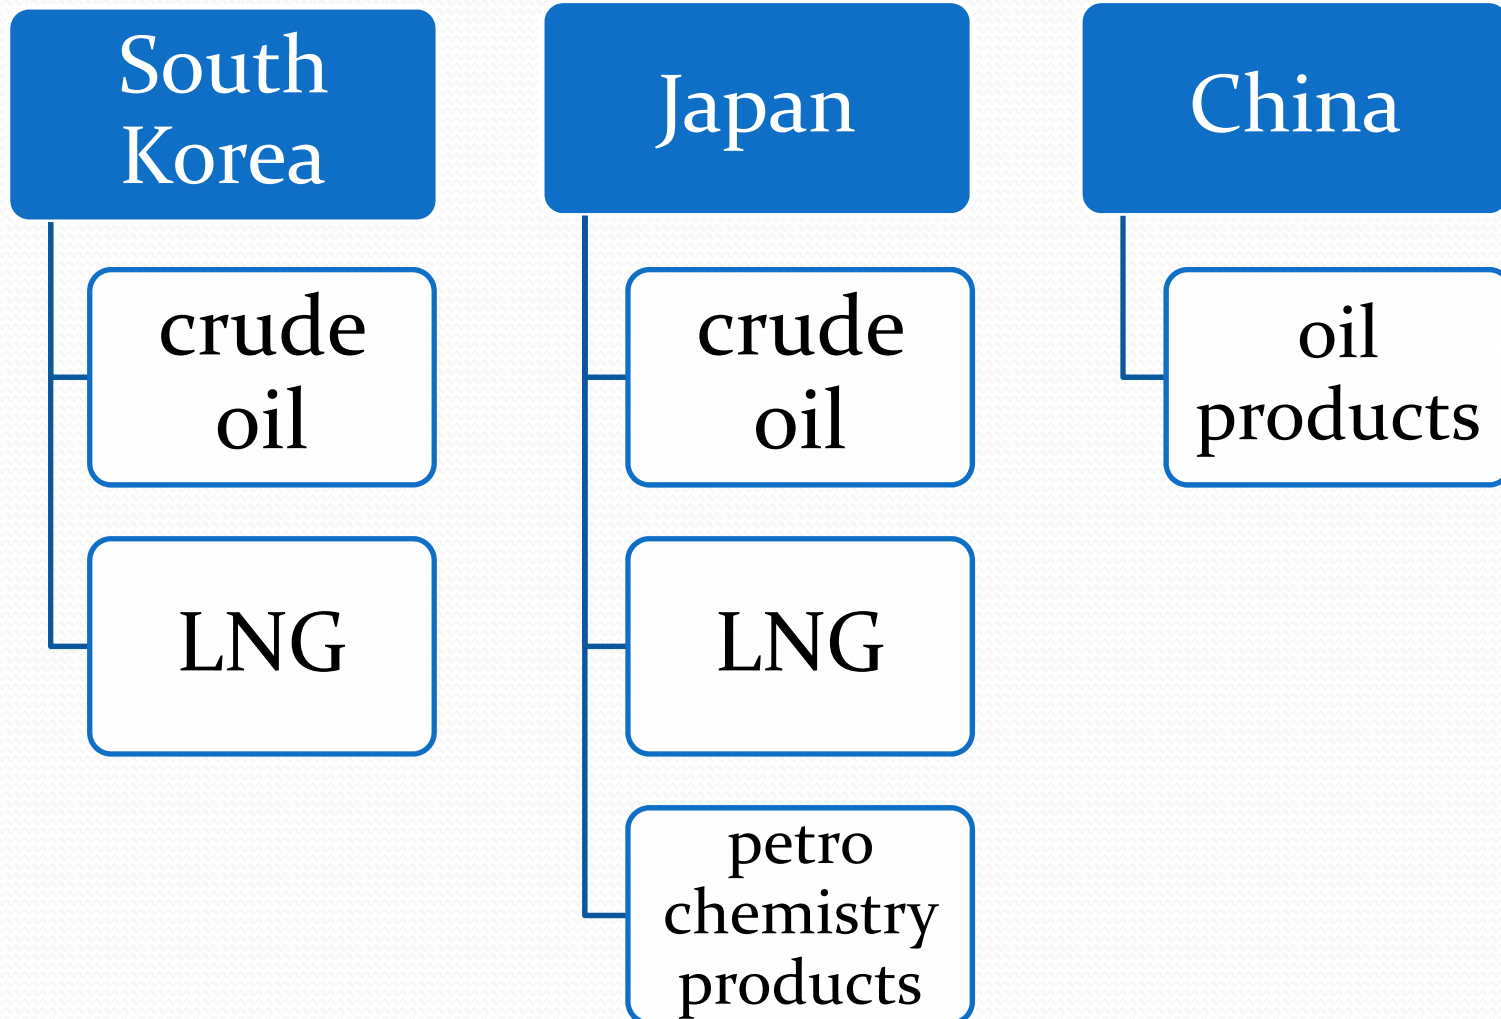 South
Korea
crude
oil
LNG
Japan
crude
oil
LNG
petro
chemistry
products
China
oil
products